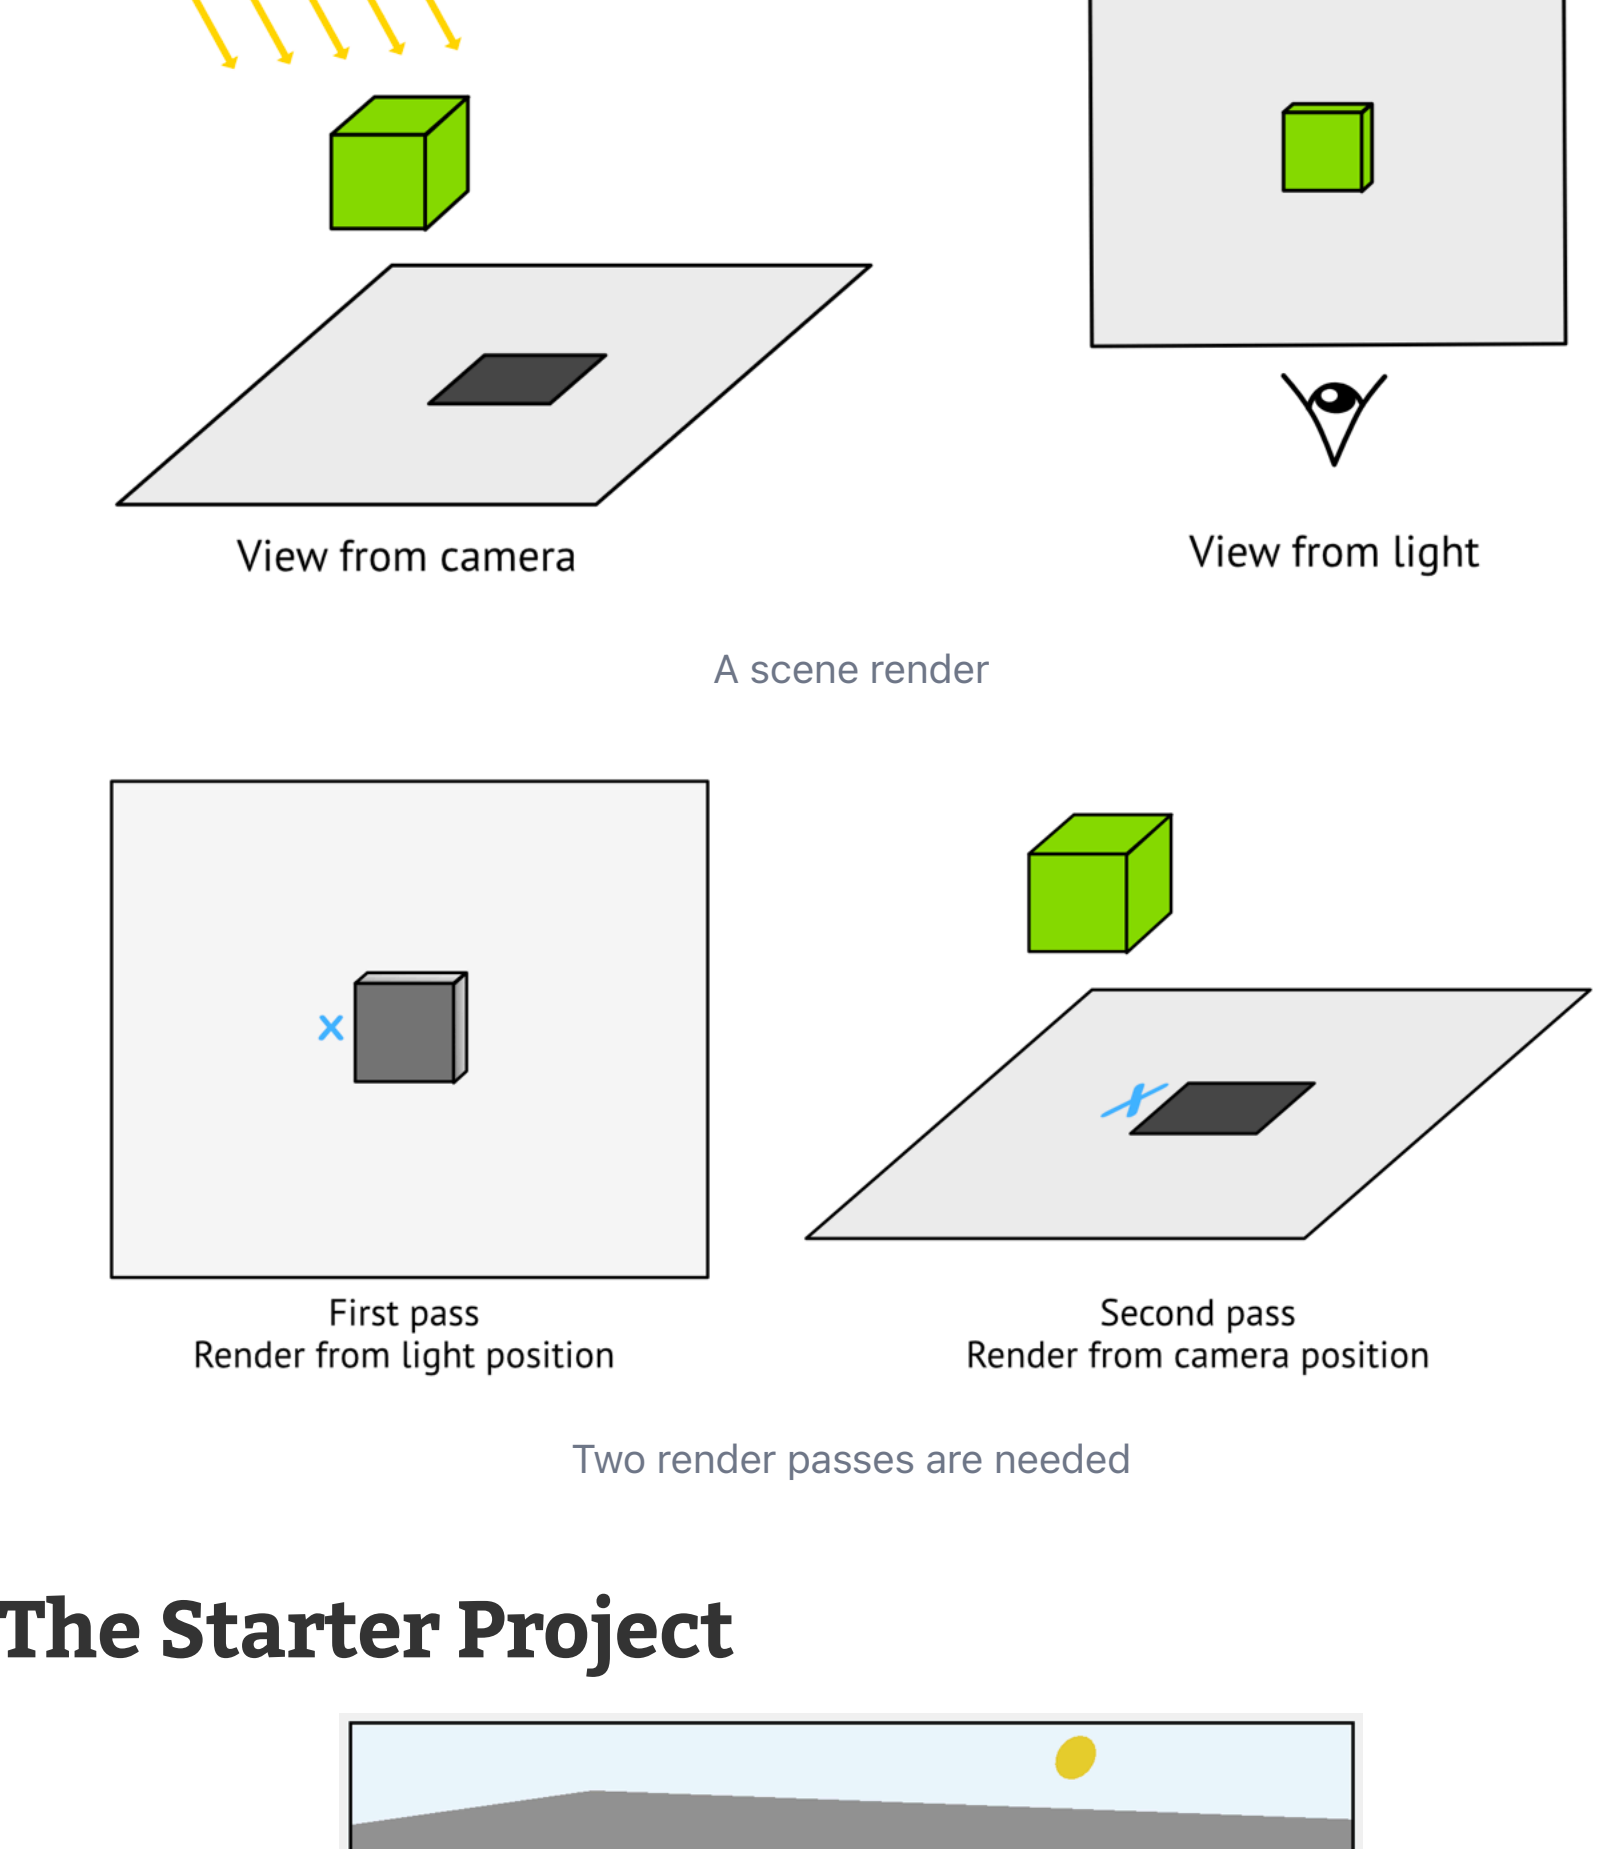 View from camera
View from light
A scene render
First pass
Render from light position
Second pass
Render from camera position
Two render passes are needed
The Starter Project